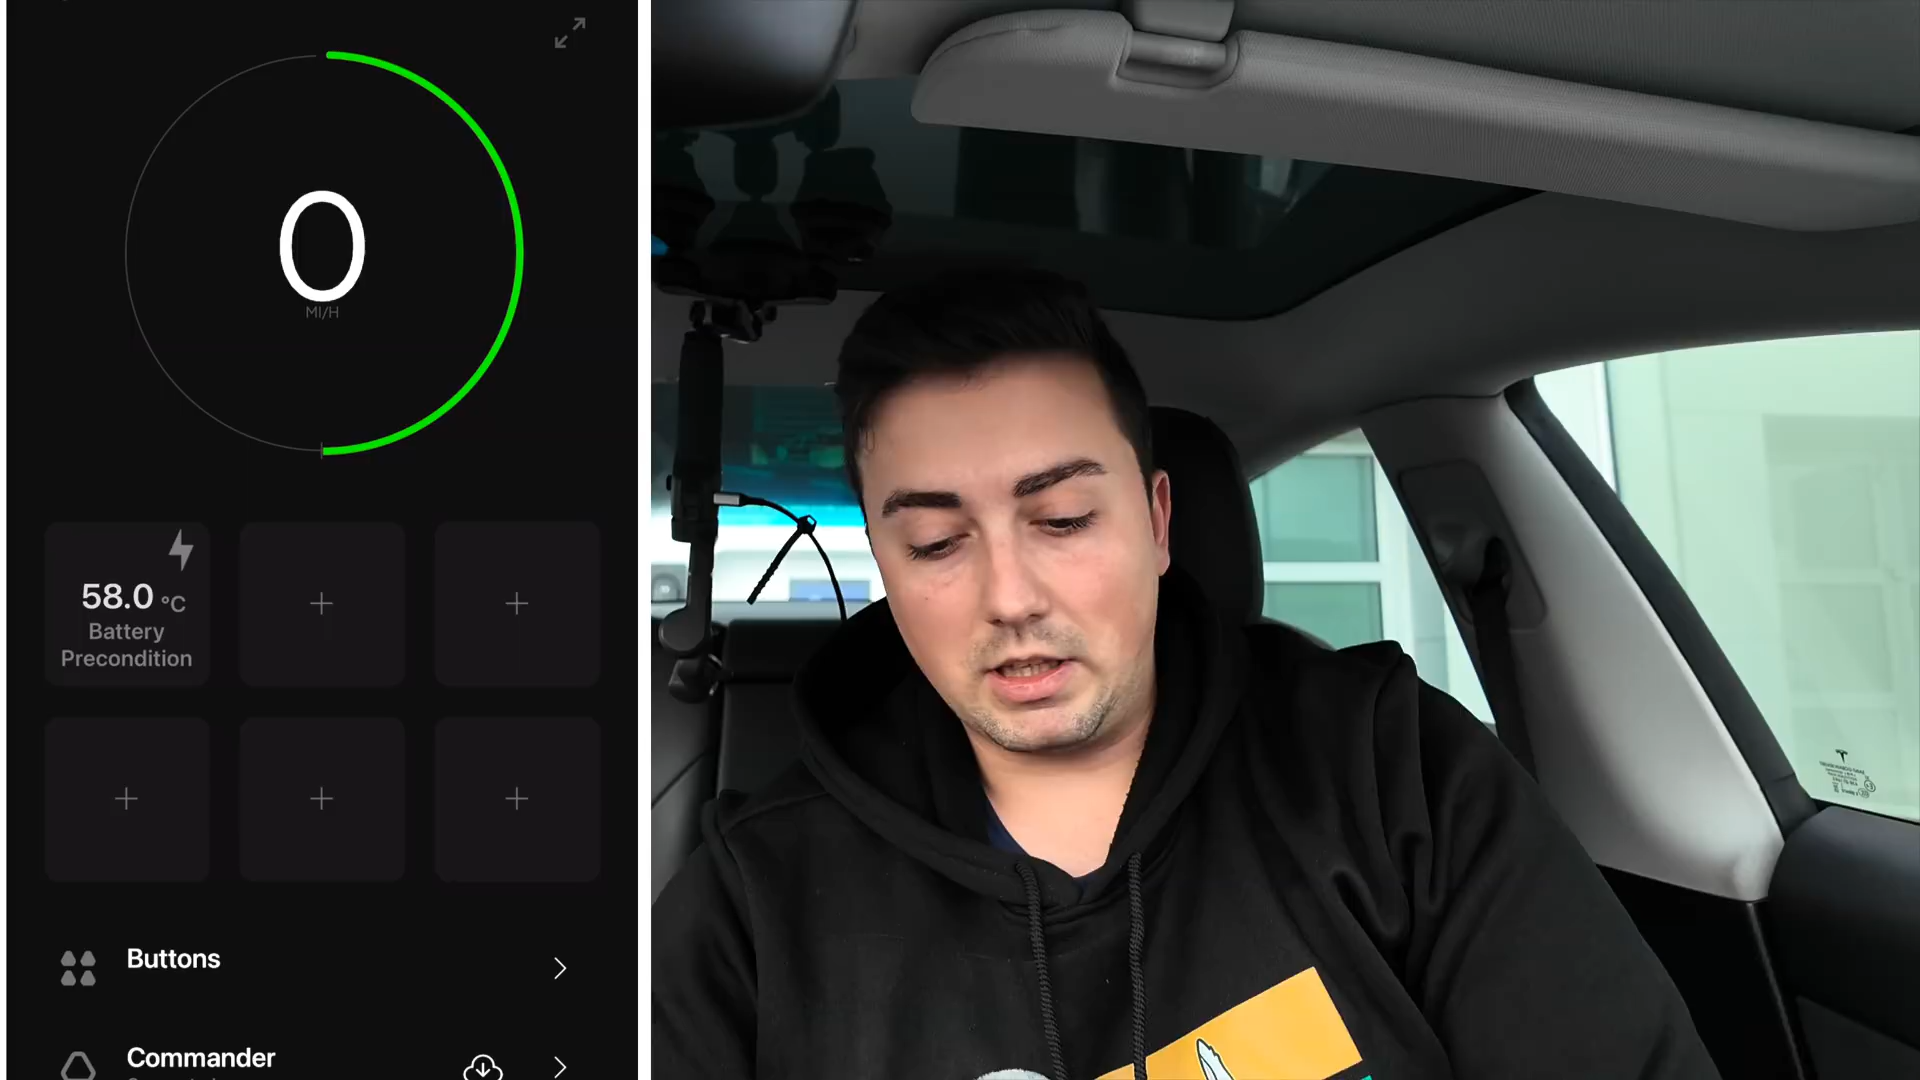 0
MI/H
58.0 °C
Battery
Precondition
Buttons
Commander